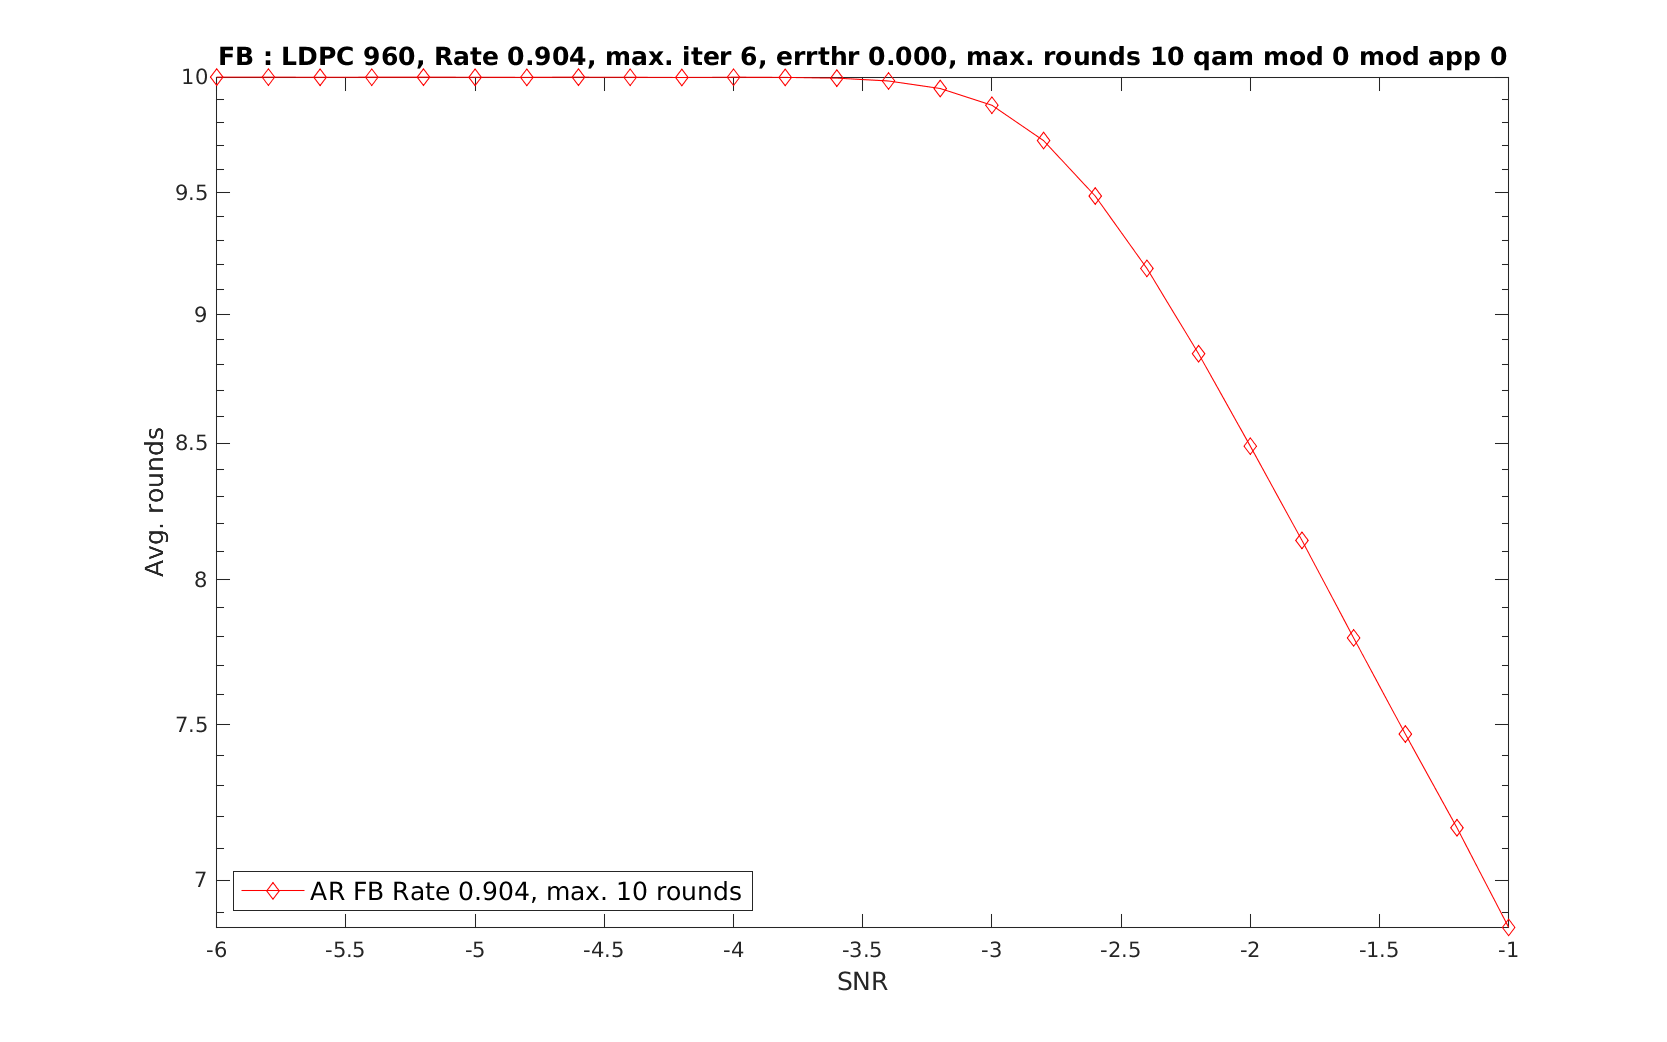 FB : LDPC 960, Rate 0.904, max. iter 6, errthr 0.000, max. rounds 10 qam mod 0 mod app 0
10
9.5
9
8.5
8
7.5
7
Avg. rounds
AR FB Rate 0.904, max. 10 rounds
-6 -5.5 -5 -4.5 -4 -3.5 -3 -2.5 -2 -1.5 -1
SNR